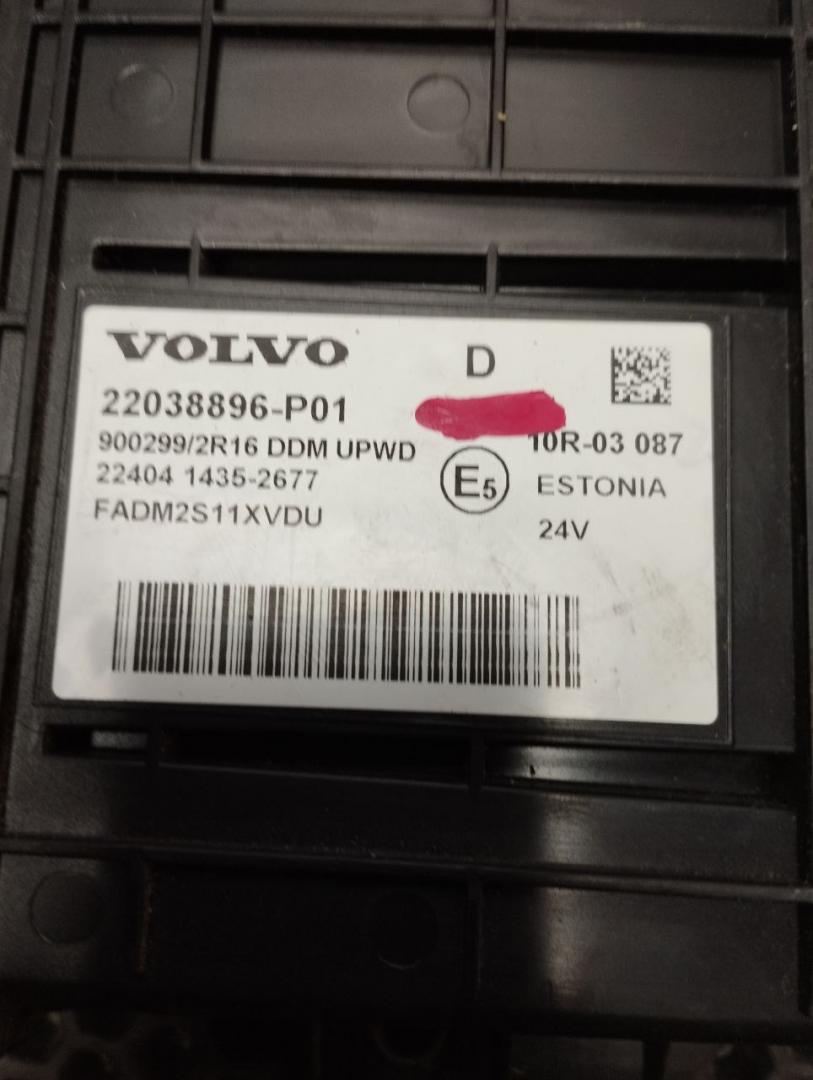 VOLVO
D
22038896-P01
900299/2R16 DDM UPWD
10R-03 087
22404 1435-2677
E5
ESTONIA
FADM2S11XVDU
24V